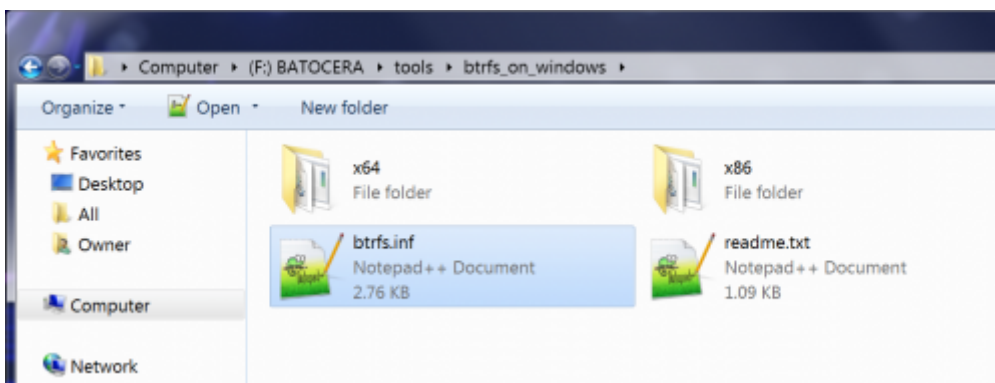 Computer (F:) BATOCERA tools btrfs_on_windows
Organize Open New folder
Favorites
Desktop
All
Owner
Computer
Network
x64
File folder
x86
File folder
btrfs.inf
Notepad++ Document
2.76 KB
readme.txt
Notepad++ Document
1.09 KB